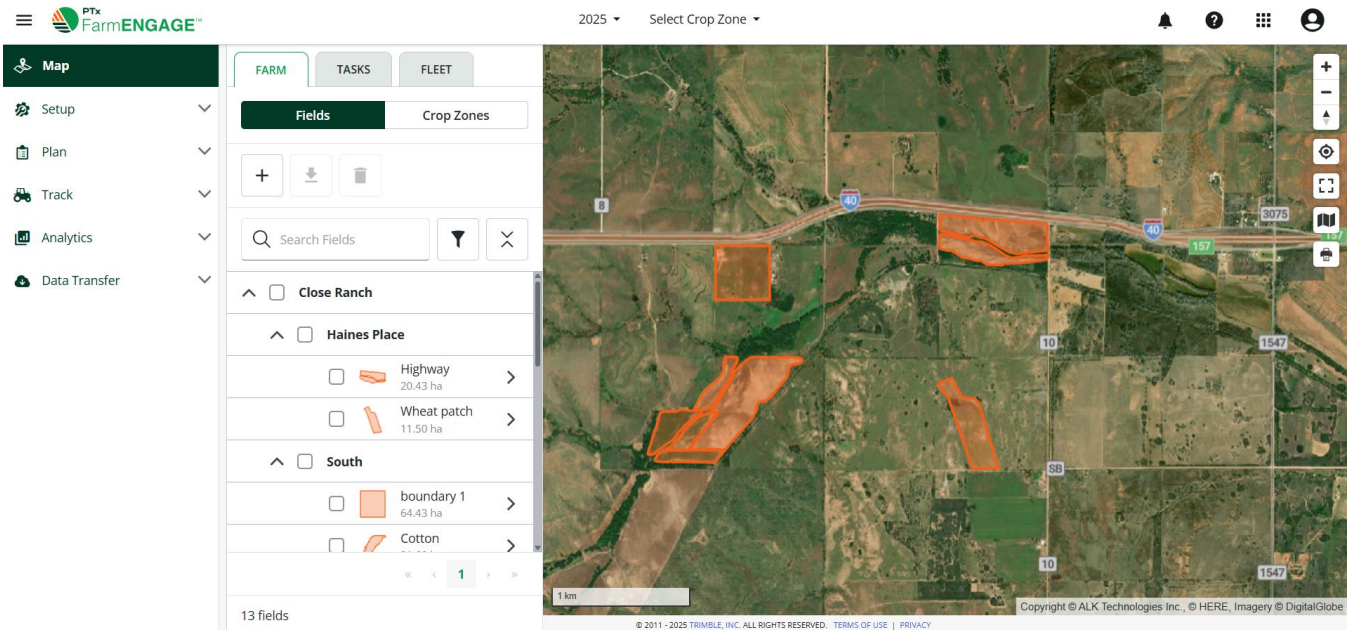 PTx
FarmENGAGE™
2025
Select Crop Zone
Map
Setup
Plan
Track
Analytics
Data Transfer
FARM
TASKS
FLEET
Fields
Crop Zones
Search Fields
Close Ranch
Haines Place
Highway
20.43 ha
Wheat patch
11.50 ha
South
boundary 1
64.43 ha
Cotton
« ‹ 1 › »
13 fields
8
40
40
3075
157
157
10
1547
SB
10
1547
1 km
Copyright © ALK Technologies Inc., © HERE, Imagery © DigitalGlobe
© 2011 - 2025 TRIMBLE, INC. ALL RIGHTS RESERVED. TERMS OF USE | PRIVACY